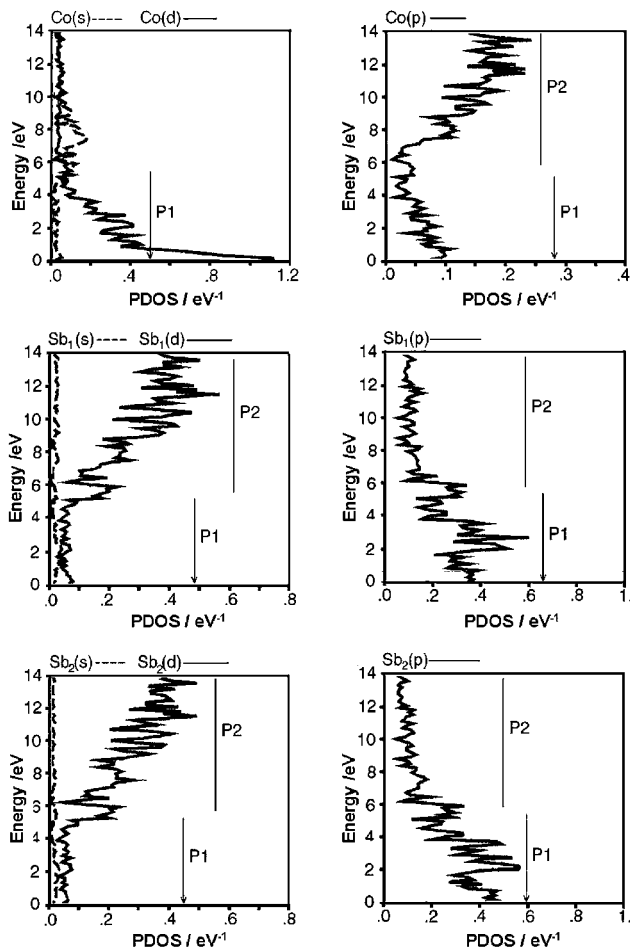 Co(s) Co(d)
Energy /eV
14
12
10
8
6
4
2
0
P1
.0 .4 .8 1.2
PDOS / eV⁻¹
Co(p)
Energy /eV
14
12
10
8
6
4
2
0
P2
P1
.0 .1 .2 .3 .4
PDOS / eV⁻¹
Sb₁(s) Sb₁(d)
Energy /eV
14
12
10
8
6
4
2
0
P2
P1
.0 .2 .4 .6 .8
PDOS / eV⁻¹
Sb₁(p)
Energy /eV
14
12
10
8
6
4
2
0
P2
P1
.0 .2 .4 .6 .8 1.
PDOS / eV⁻¹
Sb₂(s) Sb₂(d)
Energy /eV
14
12
10
8
6
4
2
0
P2
P1
.0 .2 .4 .6 .8
PDOS / eV⁻¹
Sb₂(p)
Energy /eV
14
12
10
8
6
4
2
0
P2
P1
.0 .2 .4 .6 .8 1.0
PDOS / eV⁻¹